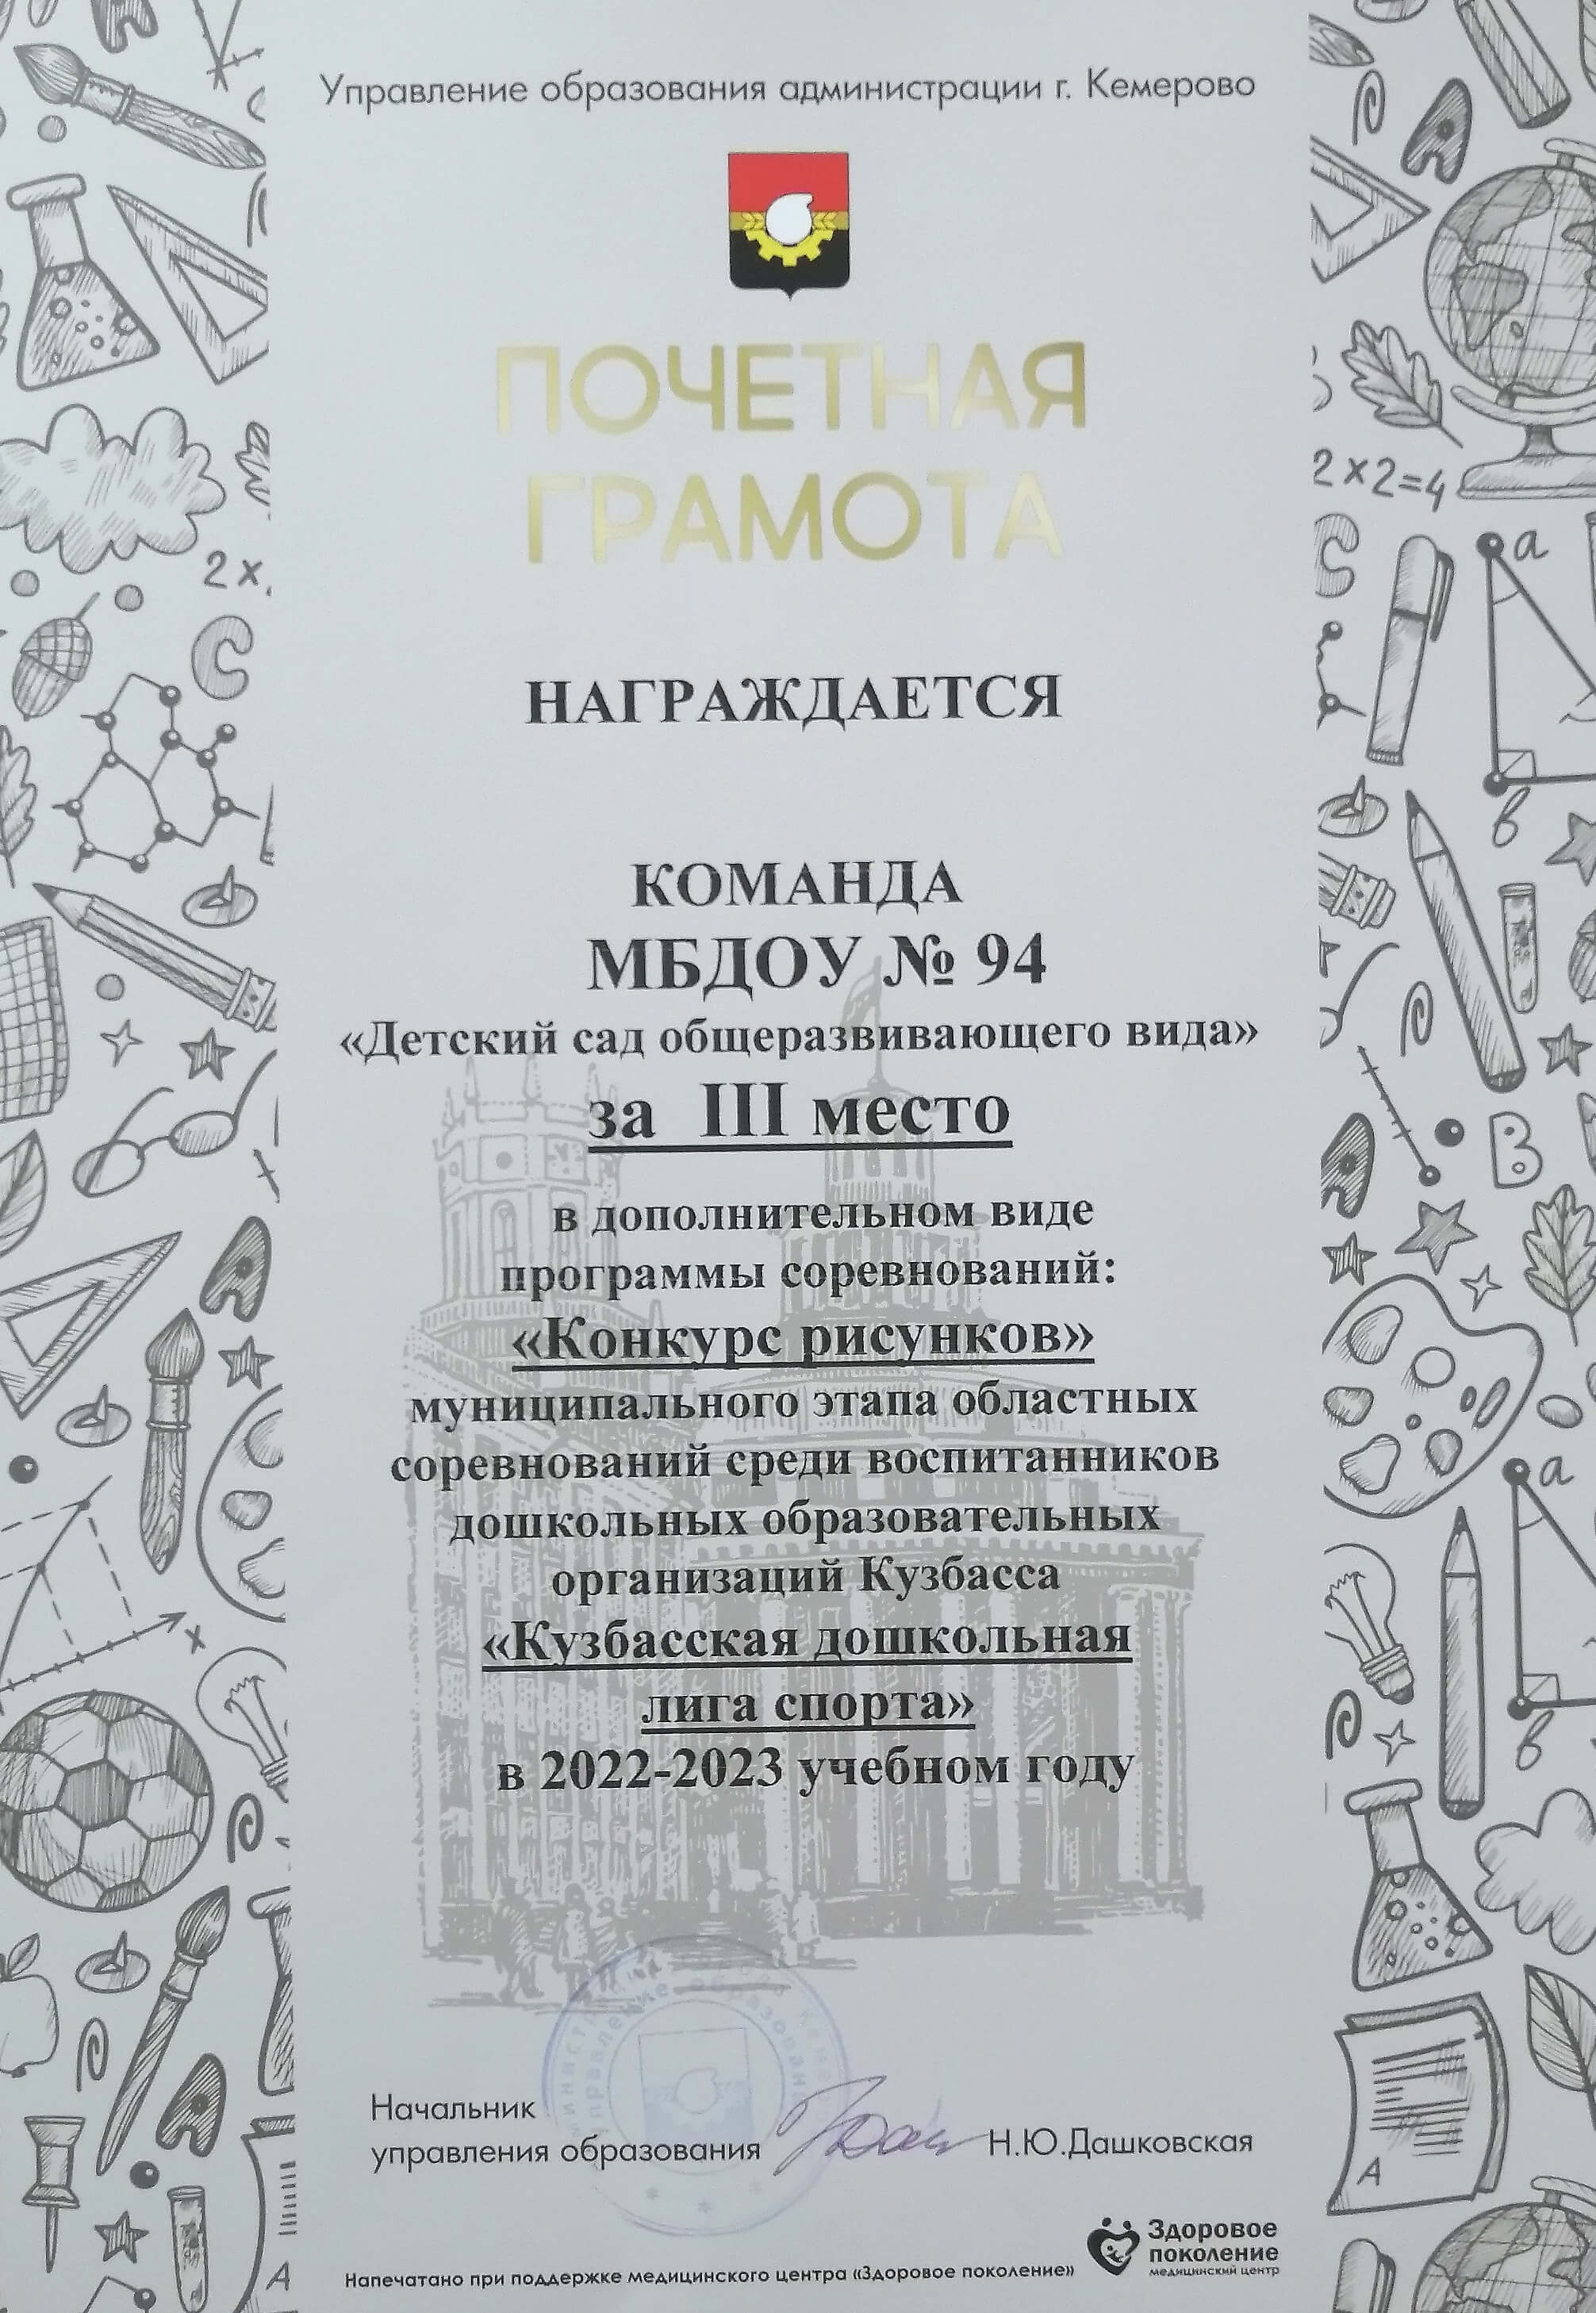 Управление образования администрации г. Кемерово
ПОЧЕТНАЯ
ГРАМОТА
НАГРАЖДАЕТСЯ
КОМАНДА
МБДОУ № 94
«Детский сад общеразвивающего вида»
за III место
в дополнительном виде
программы соревнований:
«Конкурс рисунков»
муниципального этапа областных
соревнований среди воспитанников
дошкольных образовательных
организаций Кузбасса
«Кузбасская дошкольная
лига спорта»
в 2022-2023 учебном году
Начальник
управления образования
Н.Ю.Дашковская
Здоровое
поколение
медицинский центр
Напечатано при поддержке медицинского центра «Здоровое поколение»
2 x
C
A
x
A
A
A
A
2x2=4
C
a
в
A
B
a
в
A